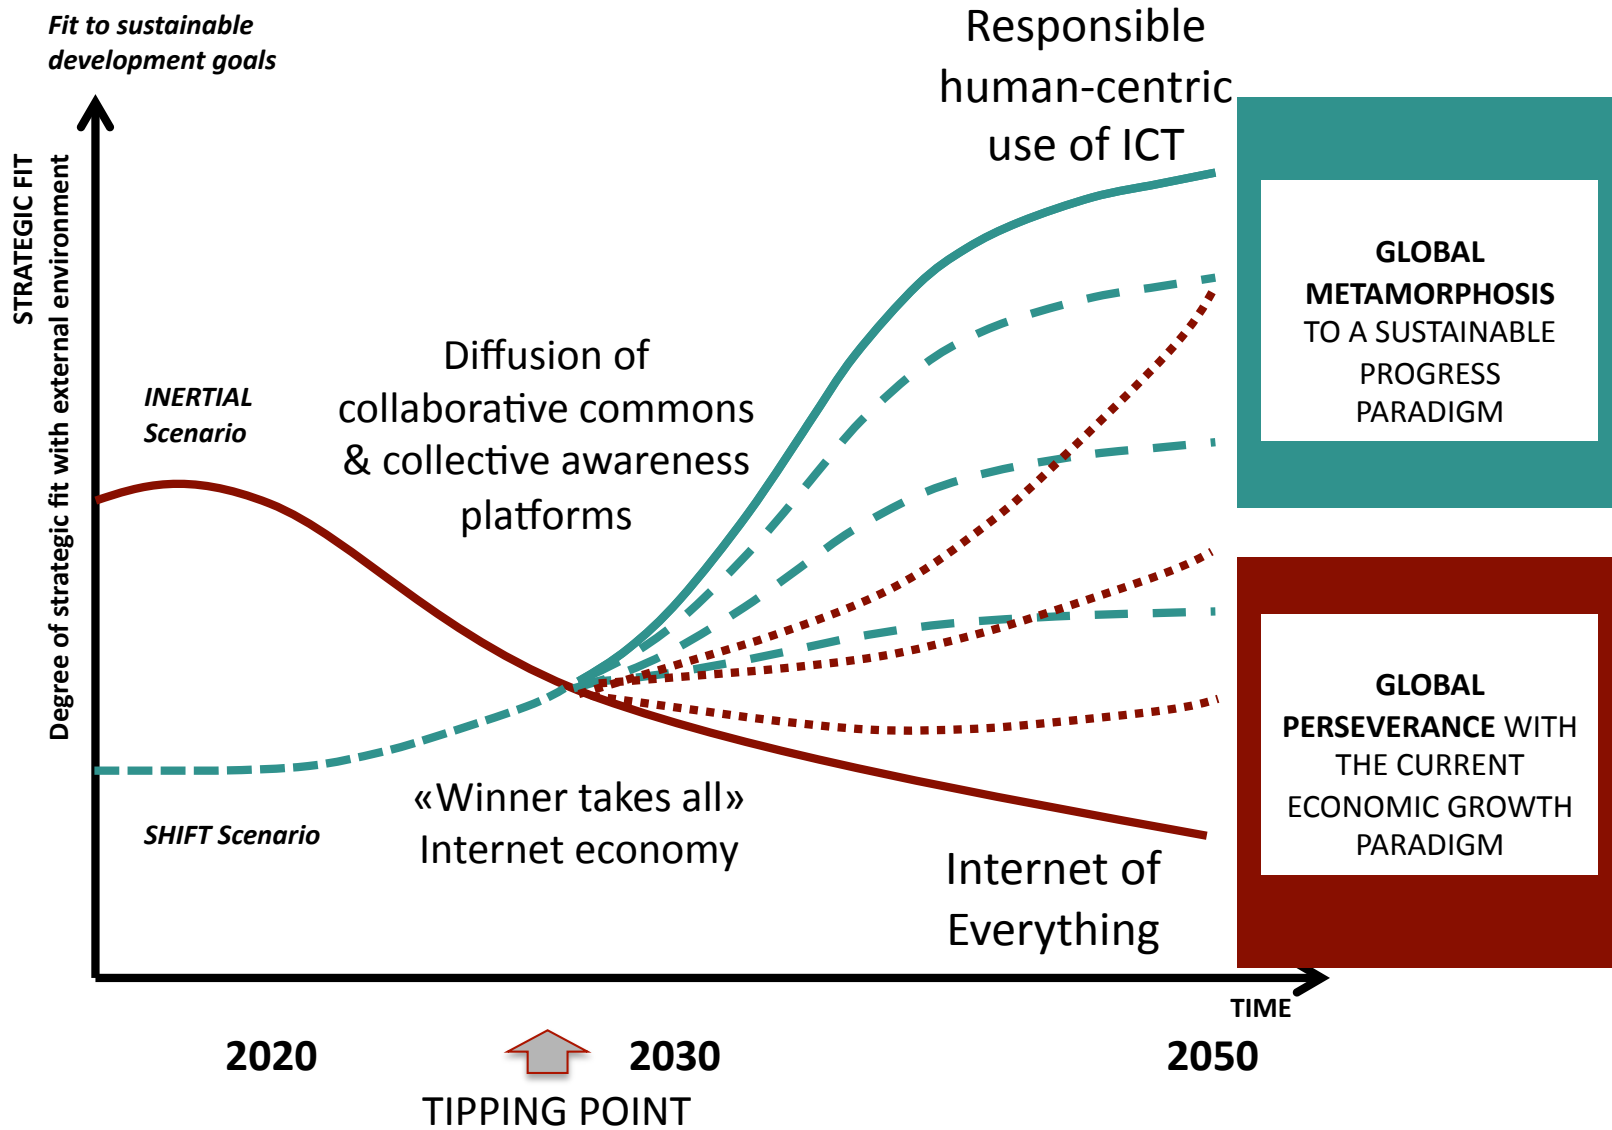 Fit to sustainable
development goals
STRATEGIC FIT
Degree of strategic fit with external environment
INERTIAL
Scenario
SHIFT Scenario
Diffusion of
collaborative commons
& collective awareness
platforms
«Winner takes all»
Internet economy
Responsible
human-centric
use of ICT
Internet of
Everything
GLOBAL
METAMORPHOSIS
TO A SUSTAINABLE
PROGRESS
PARADIGM
GLOBAL
PERSEVERANCE WITH
THE CURRENT
ECONOMIC GROWTH
PARADIGM
TIME
2020
2030
2050
TIPPING POINT